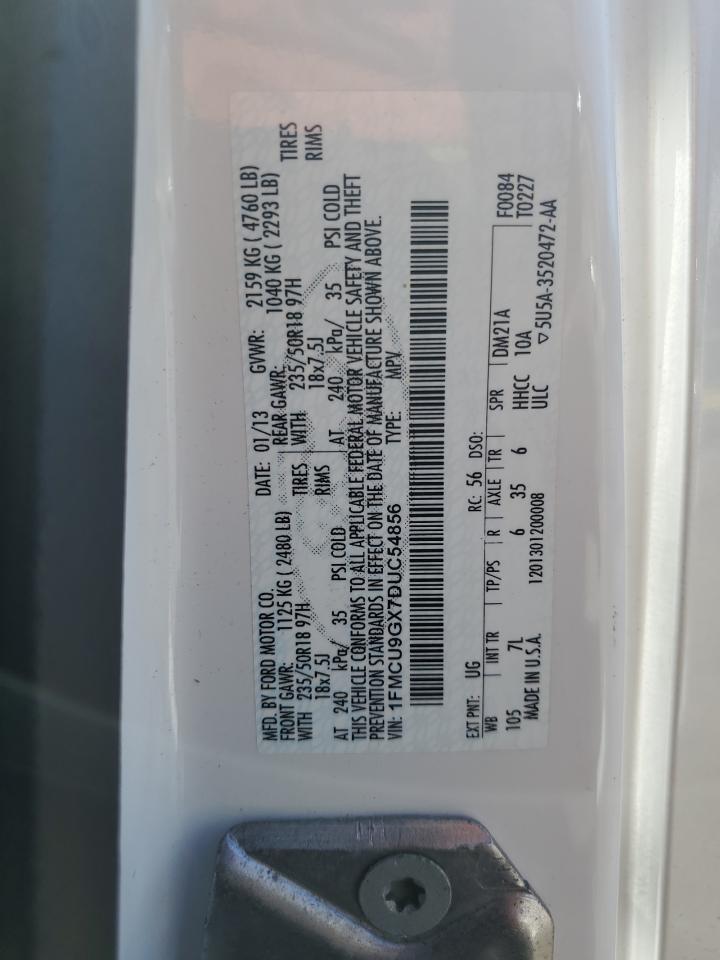 MFD. BY FORD MOTOR CO.
DATE: 01/13 GVWR: 2159 KG ( 4760 LB)
FRONT GAWR: 1125 KG ( 2480 LB) REAR GAWR: 1040 KG ( 2293 LB)
WITH 235/50R18 97H TIRES WITH 235/50R18 97H TIRES
18x7.5J RIMS 18x7.5J RIMS
AT 240 kPa/ 35 PSI COLD AT 240 kPa/ 35 PSI COLD
THIS VEHICLE CONFORMS TO ALL APPLICABLE FEDERAL MOTOR VEHICLE SAFETY AND THEFT
PREVENTION STANDARDS IN EFFECT ON THE DATE OF MANUFACTURE SHOWN ABOVE.
VIN: 1FMCU9GX7DUC54856 TYPE: MPV
EXT PNT: UG RC: 56 DSO: F0084
WB INT TR TP/PS R AXLE TR SPR DM21A T0227
105 7L 6 35 6 HHCC 10A
MADE IN U.S.A. 1201301200008 ULC ▽5U5A-3520472-AA